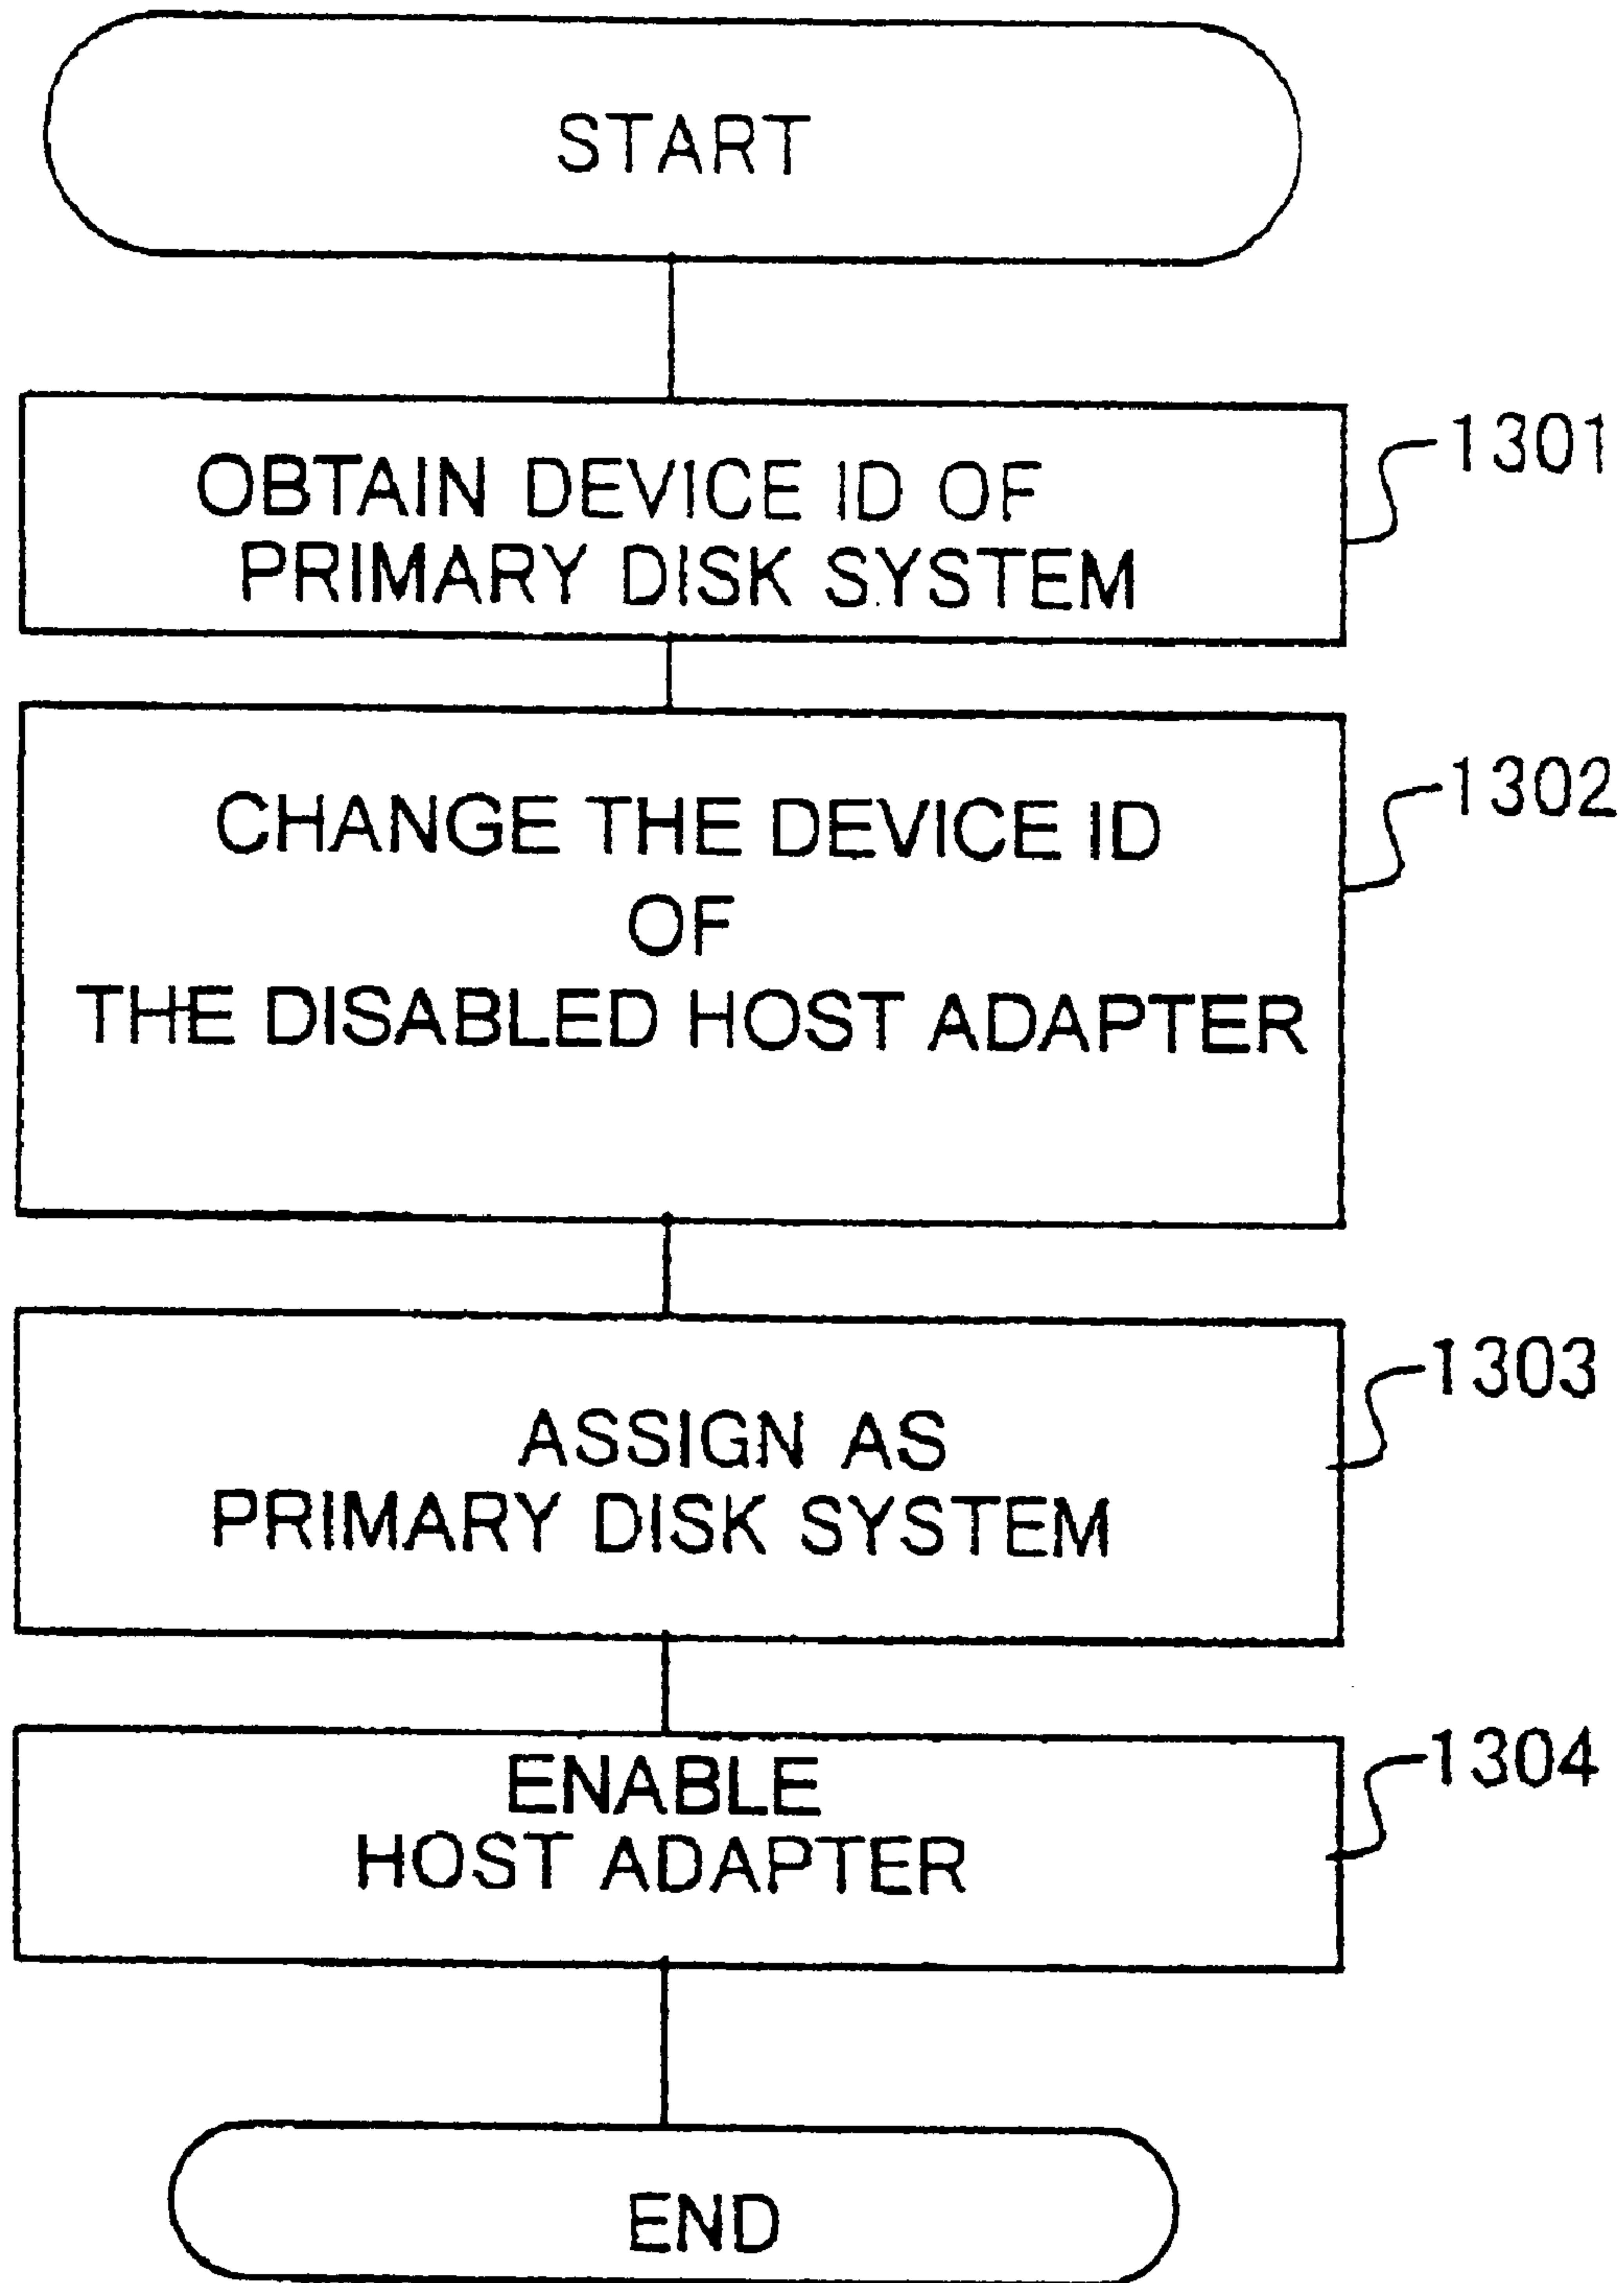 START
OBTAIN DEVICE ID OF
PRIMARY DISK SYSTEM
1301
CHANGE THE DEVICE ID
OF
THE DISABLED HOST ADAPTER
1302
ASSIGN AS
PRIMARY DISK SYSTEM
1303
ENABLE
HOST ADAPTER
1304
END